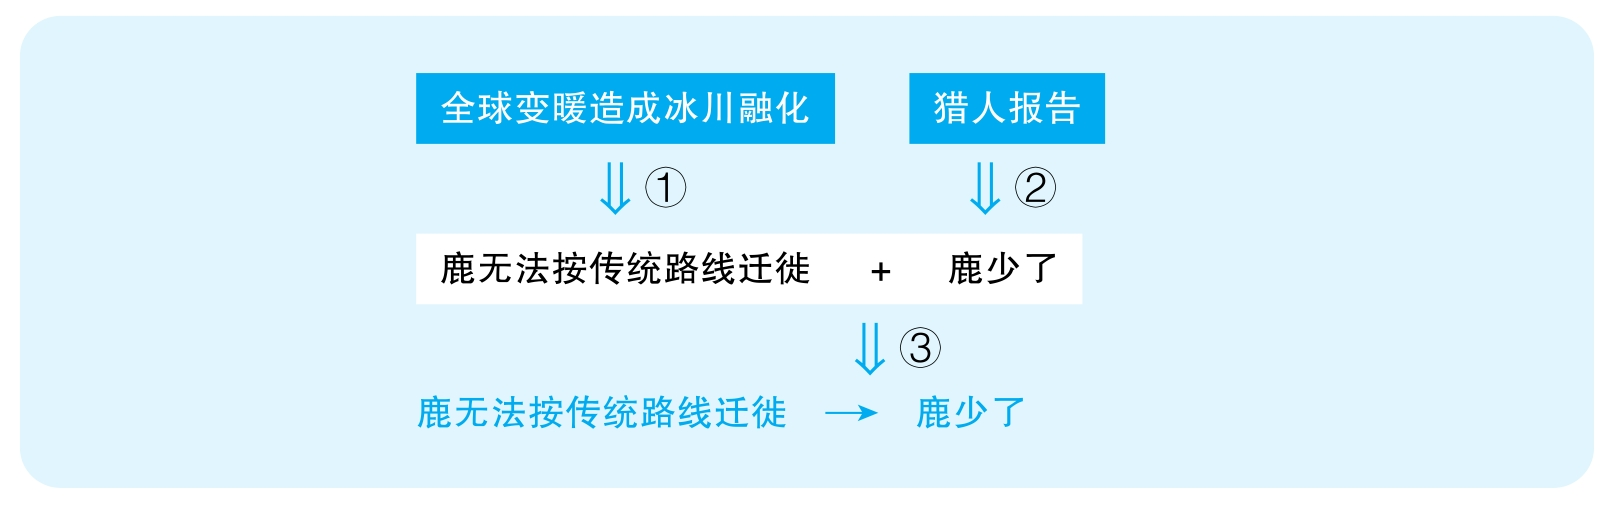 全球变暖造成冰川融化 猎人报告
① ②
鹿无法按传统路线迁徙 + 鹿少了
③
鹿无法按传统路线迁徙 → 鹿少了